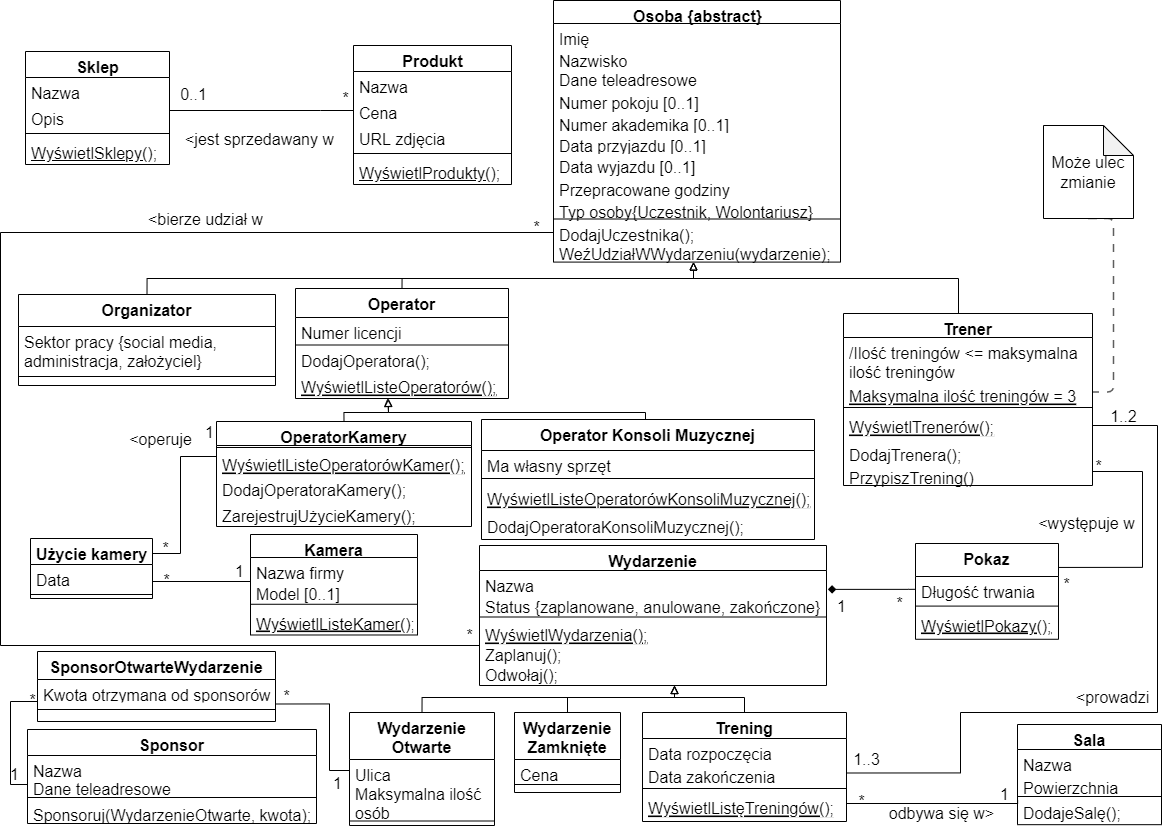 Osoba {abstract}
Imię
Nazwisko
Dane teleadresowe
Numer pokoju [0..1]
Numer akademika [0..1]
Data przyjazdu [0..1]
Data wyjazdu [0..1]
Przepracowane godziny
Typ osoby{Uczestnik, Wolontariusz}
DodajUczestnika();
WeźUdziałWWydarzeniu(wydarzenie);
Sklep
Nazwa
Opis
WyświetlSklepy();
0..1
*
<jest sprzedawany w
Produkt
Nazwa
Cena
URL zdjęcia
WyświetlProdukty();
Może ulec
zmianie
<bierze udział w
*
Organizator
Sektor pracy {social media,
administracja, założyciel}
Operator
Numer licencji
DodajOperatora();
WyświetlListeOperatorów();
Trener
/Ilość treningów <= maksymalna
ilość treningów
Maksymalna ilość treningów = 3
WyświetlTrenerów();
DodajTrenera();
PrzypiszTrening()
1..2
*
<operuje
1
OperatorKamery
WyświetlListeOperatorówKamer();
DodajOperatoraKamery();
ZarejestrujUżycieKamery();
Operator Konsoli Muzycznej
Ma własny sprzęt
WyświetlListeOperatorówKonsoliMuzycznej();
DodajOperatoraKonsoliMuzycznej();
<występuje w
*
Użycie kamery
Data
*
1
Kamera
Nazwa firmy
Model [0..1]
WyświetlListeKamer();
Wydarzenie
Nazwa
Status {zaplanowane, anulowane, zakończone}
WyświetlWydarzenia();
Zaplanuj();
Odwołaj();
*
1
*
Pokaz
Długość trwania
WyświetlPokazy();
*
SponsorOtwarteWydarzenie
Kwota otrzymana od sponsorów
*
*
<prowadzi
Sponsor
Nazwa
Dane teleadresowe
Sponsoruj(WydarzenieOtwarte, kwota);
1
1
Wydarzenie
Otwarte
Ulica
Maksymalna ilość
osób
Wydarzenie
Zamknięte
Cena
Trening
Data rozpoczęcia
Data zakończenia
WyświetlListęTreningów();
1..3
*
1
odbywa się w>
Sala
Nazwa
Powierzchnia
DodajeSalę();